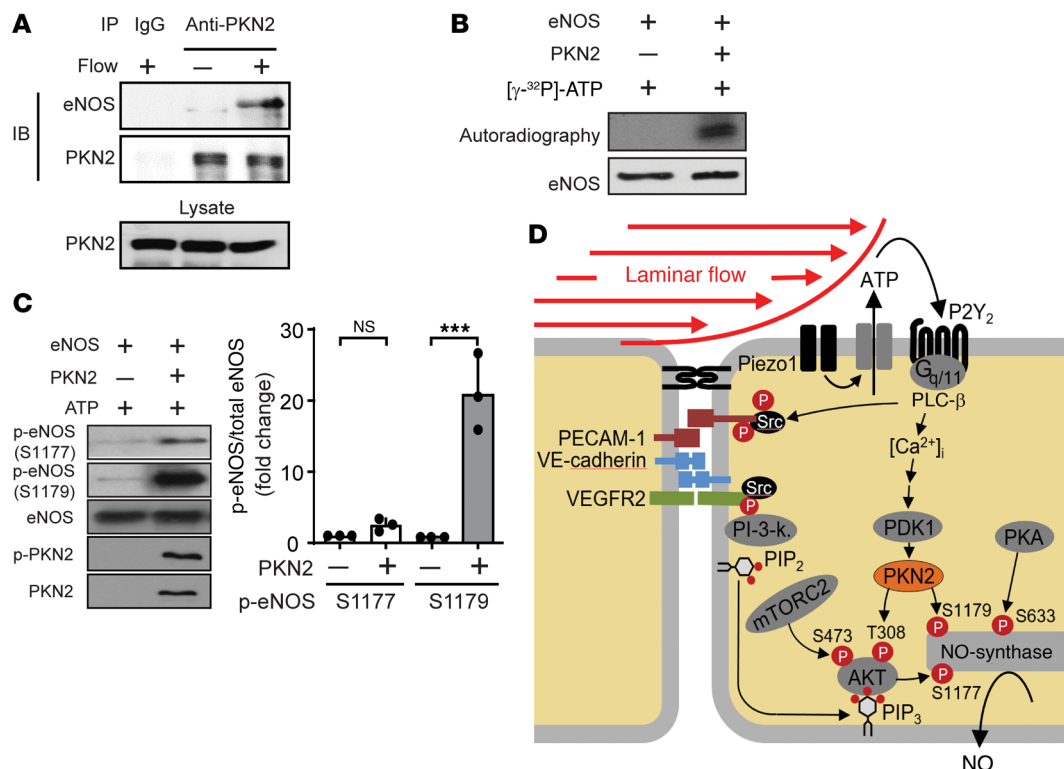 A
IP IgG Anti-PKN2
Flow + — +
IB
eNOS
PKN2
Lysate
PKN2
B
eNOS + +
PKN2 — +
[γ-³²P]-ATP + +
Autoradiography
eNOS
C
eNOS + +
PKN2 — +
ATP + +
p-eNOS
(S1177)
p-eNOS
(S1179)
eNOS
p-PKN2
PKN2
p-eNOS/total eNOS
(fold change)
30
20
10
0
NS
***
PKN2 — + — +
p-eNOS S1177 S1179
D
Laminar flow
ATP
P2Y₂
Piezo1
Gq/11
PLC-β
P
Src
P
PECAM-1
VE-cadherin
VEGFR2
Src
P
PI-3-k.
[Ca²⁺]i
PDK1
PKA
PIP₂
PKN2
mTORC2
S1179
S633
P
P
S473
T308
P
P
NO-synthase
AKT
P
S1177
PIP₃
NO